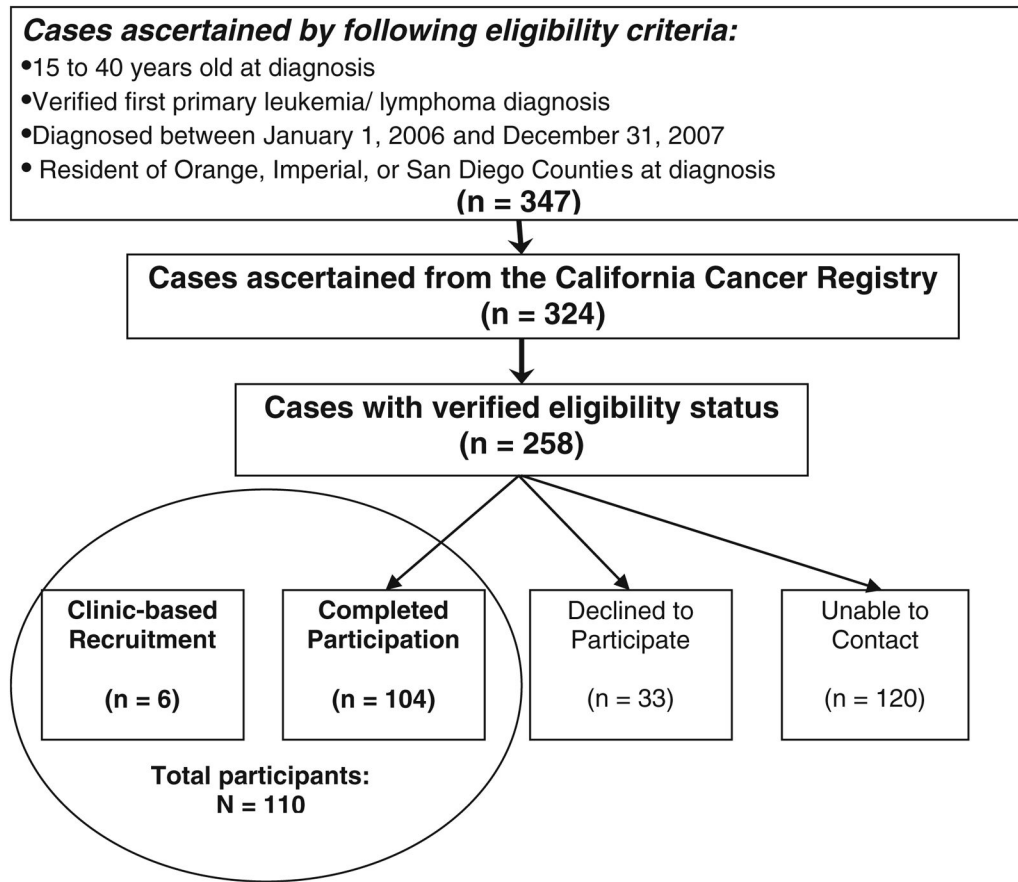 Cases ascertained by following eligibility criteria:
•15 to 40 years old at diagnosis
•Verified first primary leukemia/ lymphoma diagnosis
•Diagnosed between January 1, 2006 and December 31, 2007
• Resident of Orange, Imperial, or San Diego Counties at diagnosis
(n = 347)
Cases ascertained from the California Cancer Registry
(n = 324)
Cases with verified eligibility status
(n = 258)
Clinic-based
Recruitment
(n = 6)
Completed
Participation
(n = 104)
Declined to
Participate
(n = 33)
Unable to
Contact
(n = 120)
Total participants:
N = 110